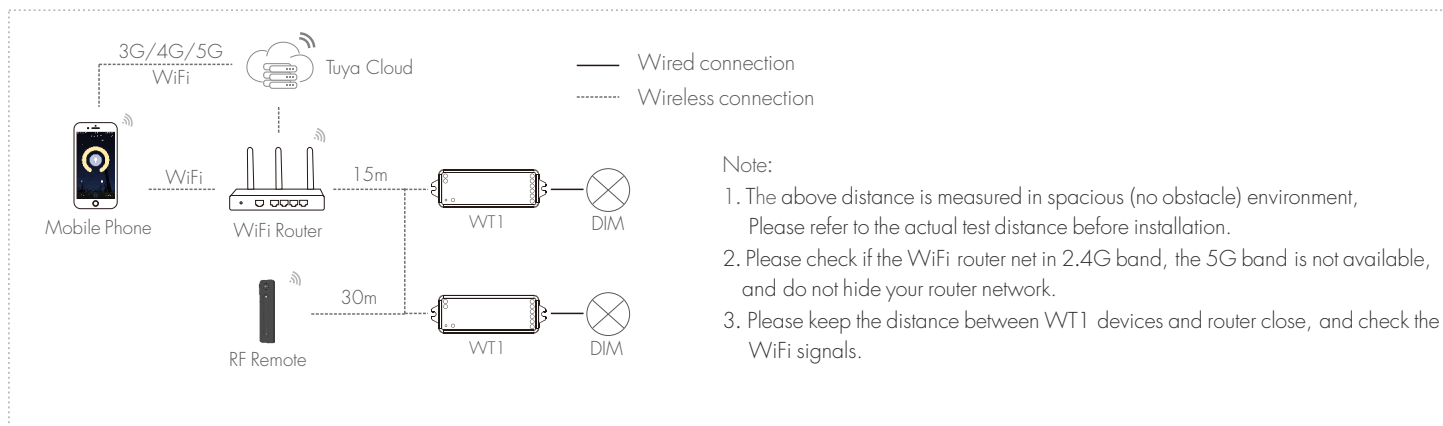 3G/4G/5G
WiFi
Tuya Cloud
Wired connection
Wireless connection
WiFi
15m
Mobile Phone
WiFi Router
WT1
DIM
30m
RF Remote
WT1
DIM
Note:
1. The above distance is measured in spacious (no obstacle) environment,
Please refer to the actual test distance before installation.
2. Please check if the WiFi router net in 2.4G band, the 5G band is not available,
and do not hide your router network.
3. Please keep the distance between WT1 devices and router close, and check the
WiFi signals.